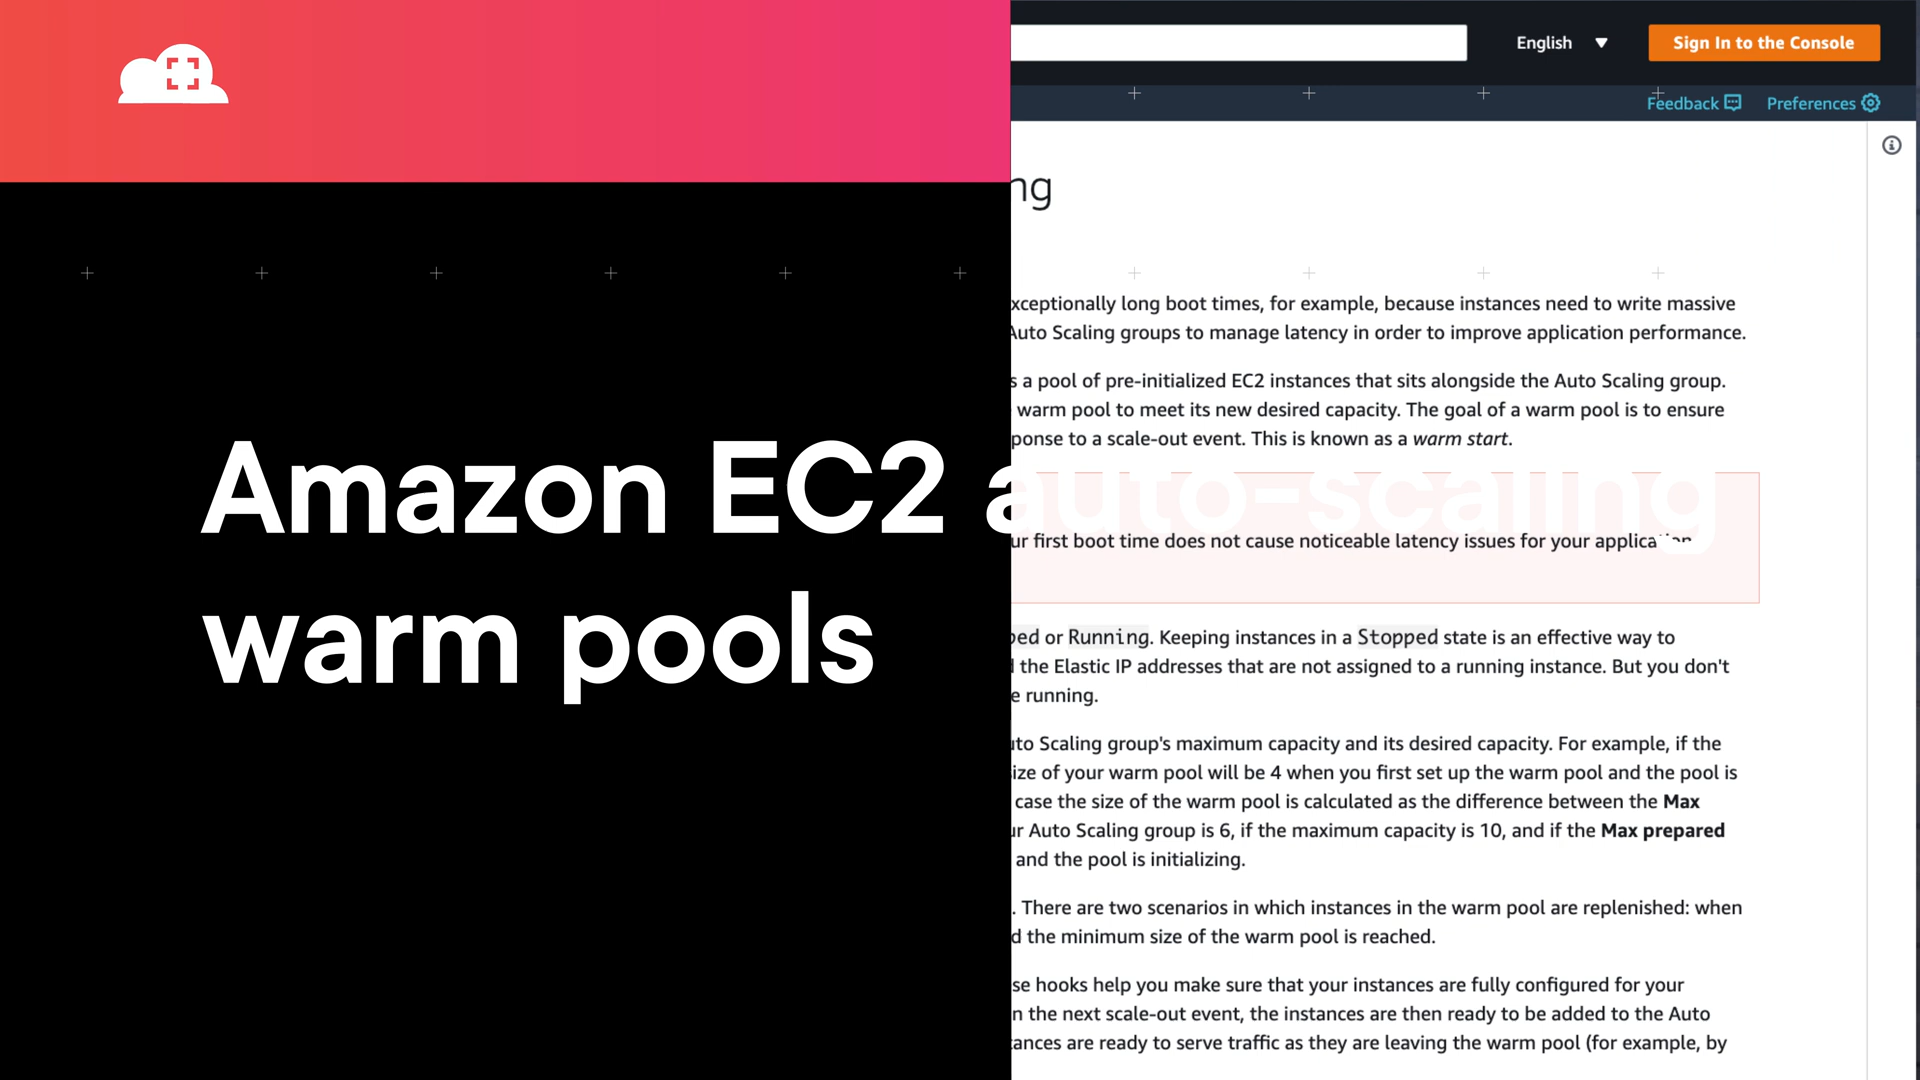 English
Sign In to the Console
Feedback
Preferences
ng
xceptionally long boot times, for example, because instances need to write massive
Auto Scaling groups to manage latency in order to improve application performance.
s a pool of pre-initialized EC2 instances that sits alongside the Auto Scaling group.
warm pool to meet its new desired capacity. The goal of a warm pool is to ensure
ponse to a scale-out event. This is known as a warm start.
Amazon EC2 auto-scaling
warm pools
ur first boot time does not cause noticeable latency issues for your application
ped or Running. Keeping instances in a Stopped state is an effective way to
d the Elastic IP addresses that are not assigned to a running instance. But you don't
e running.
uto Scaling group's maximum capacity and its desired capacity. For example, if the
size of your warm pool will be 4 when you first set up the warm pool and the pool is
case the size of the warm pool is calculated as the difference between the Max
ur Auto Scaling group is 6, if the maximum capacity is 10, and if the Max prepared
and the pool is initializing.
. There are two scenarios in which instances in the warm pool are replenished: when
d the minimum size of the warm pool is reached.
se hooks help you make sure that your instances are fully configured for your
n the next scale-out event, the instances are then ready to be added to the Auto
tances are ready to serve traffic as they are leaving the warm pool (for example, by